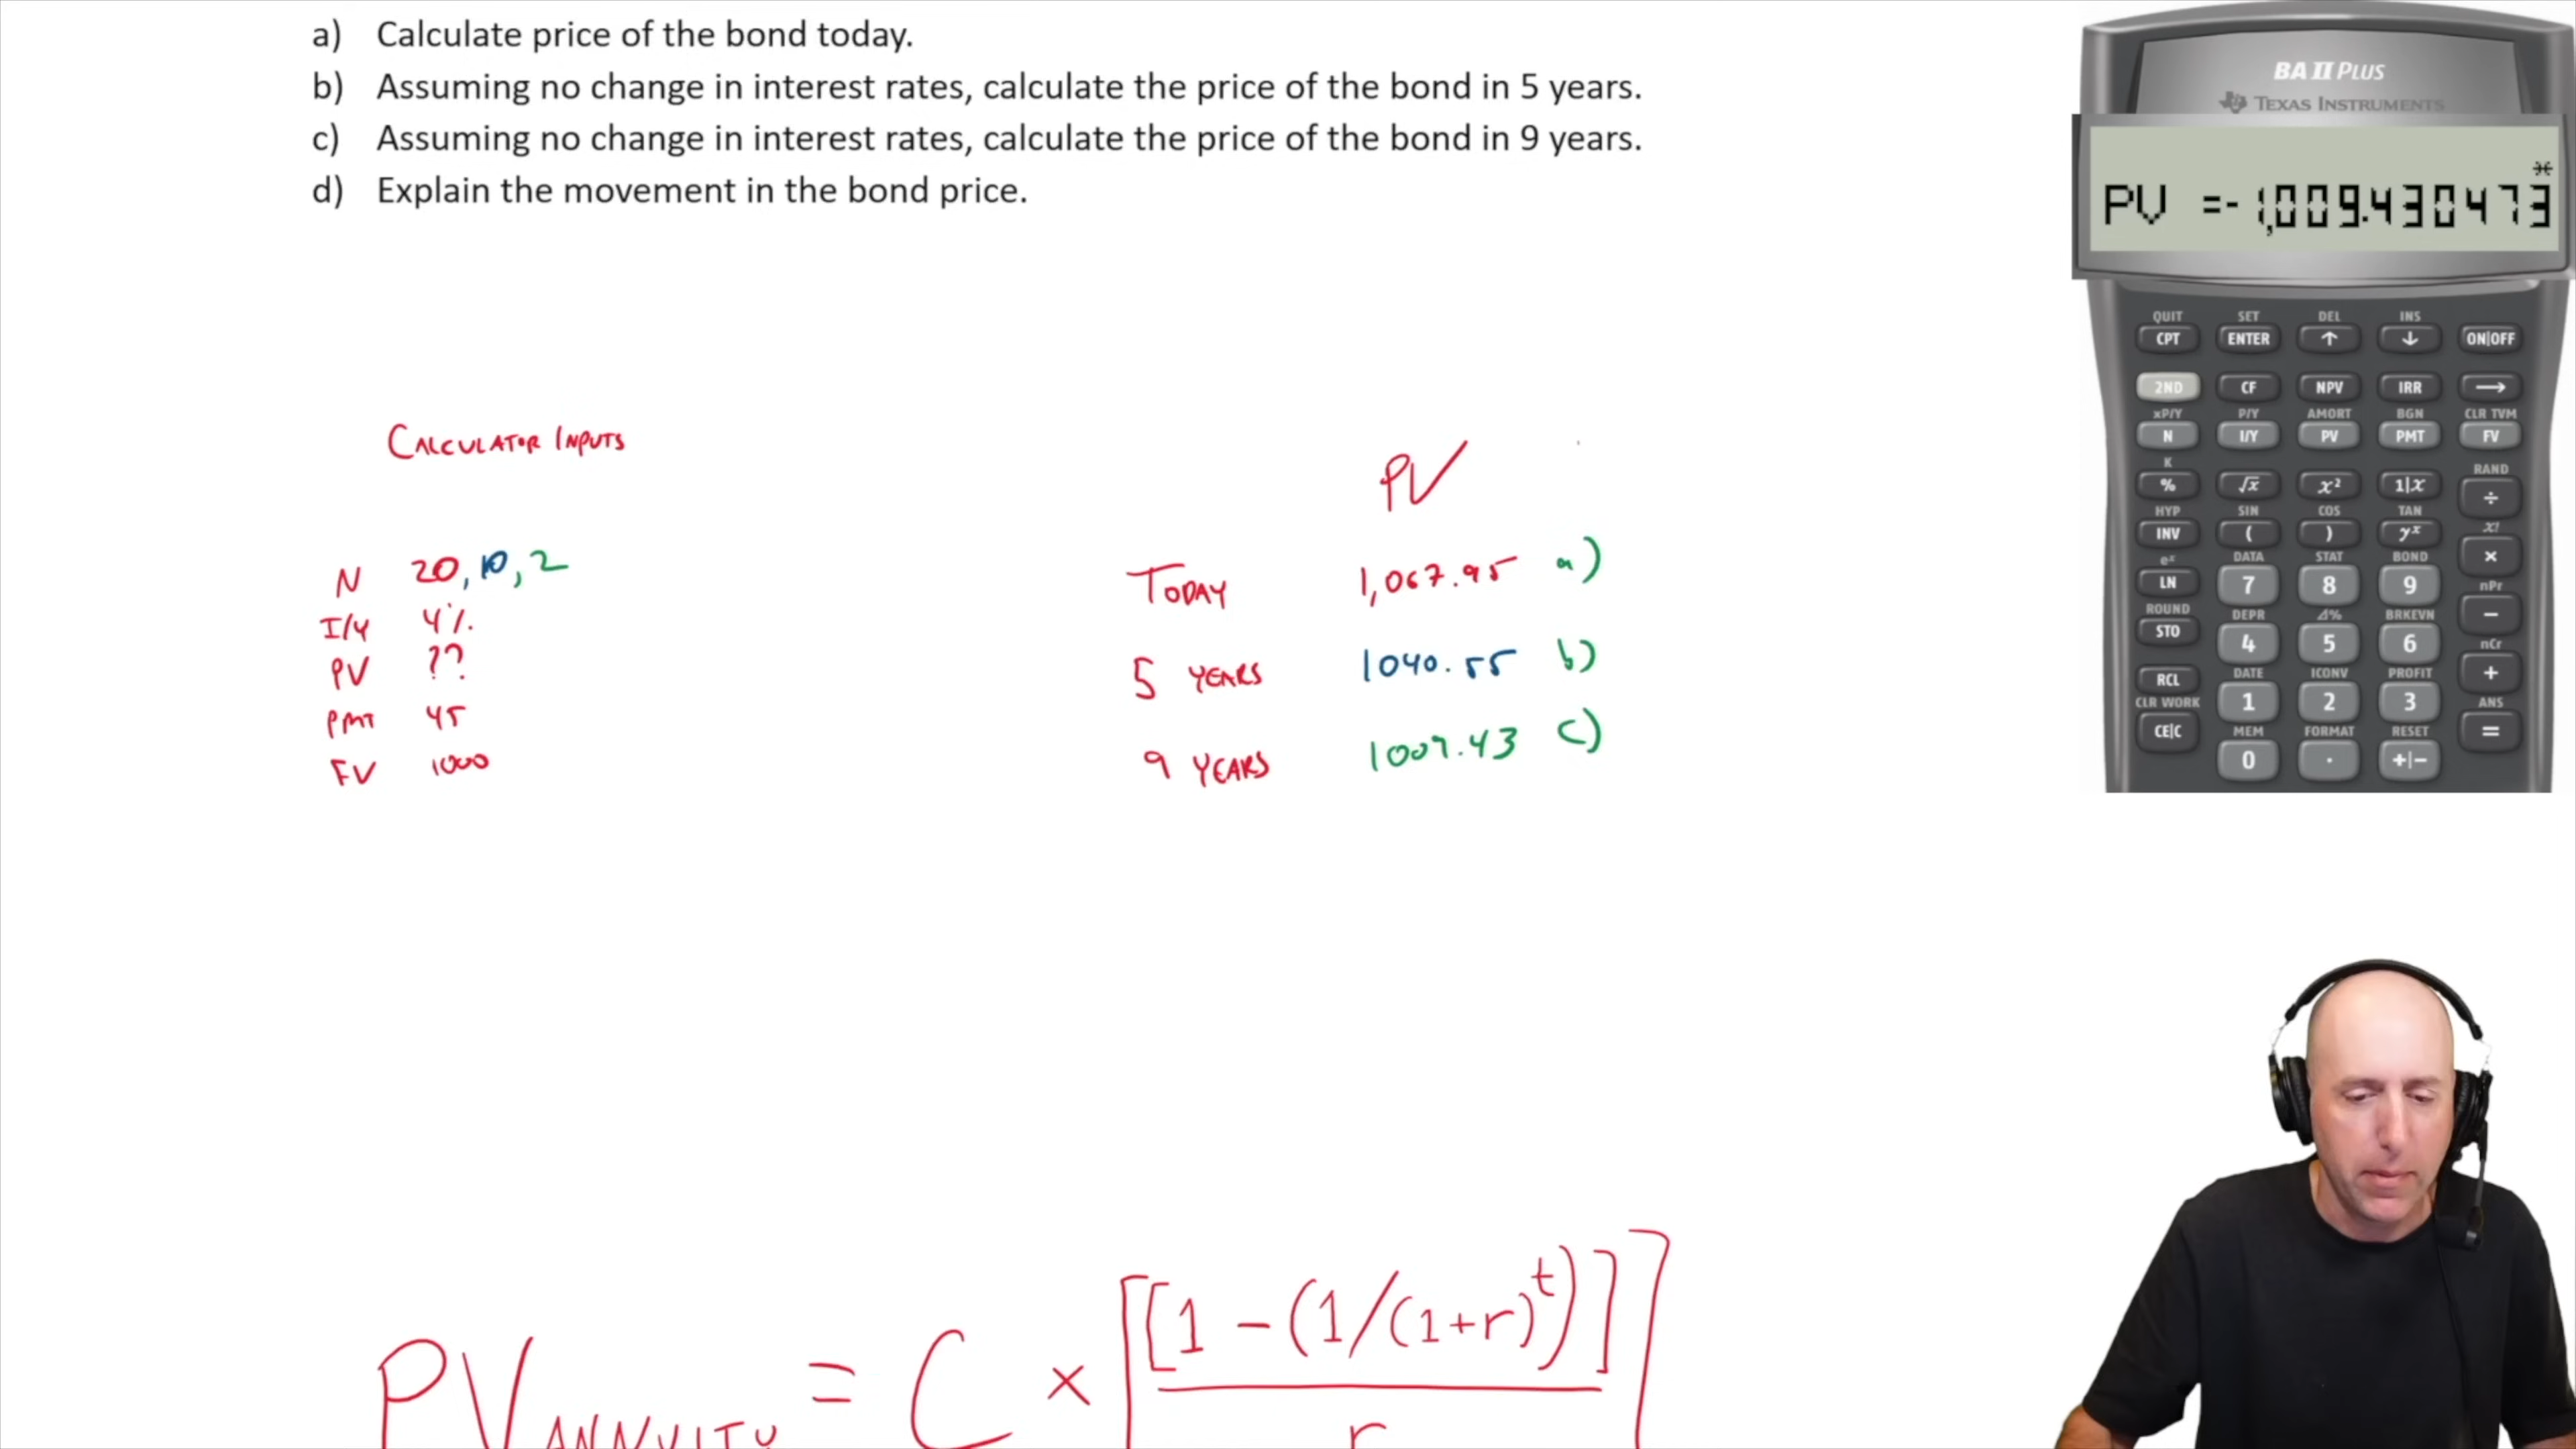 a) Calculate price of the bond today.
b) Assuming no change in interest rates, calculate the price of the bond in 5 years.
c) Assuming no change in interest rates, calculate the price of the bond in 9 years.
d) Explain the movement in the bond price.
CALCULATOR INPUTS
N 20, 10, 2
I/Y 4%.
PV ??
PMT 45
FV 1000
PV
TODAY 1,067.95 a)
5 YEARS 1040.55 b)
9 YEARS 1009.43 c)
PV ANNUITY = C × [[1 - (1/(1+r)^t)]]
r
BA II PLUS
TEXAS INSTRUMENTS
*
PV =-1,009.430473
QUIT SET DEL INS
CPT ENTER ↑ ↓ ON|OFF
2ND CF NPV IRR →
xP/Y P/Y AMORT BGN CLR TVM
N I/Y PV PMT FV
K RAND
% √x x² 1|x ÷
HYP SIN COS TAN x!
INV ( ) yˣ ×
eˣ DATA STAT BOND nPr
LN 7 8 9 −
ROUND DEPR Δ% BRKEVN nCr
STO 4 5 6 +
DATE ICONV PROFIT
RCL 1 2 3
CLR WORK MEM FORMAT RESET ANS
CE|C 0 . +|− =